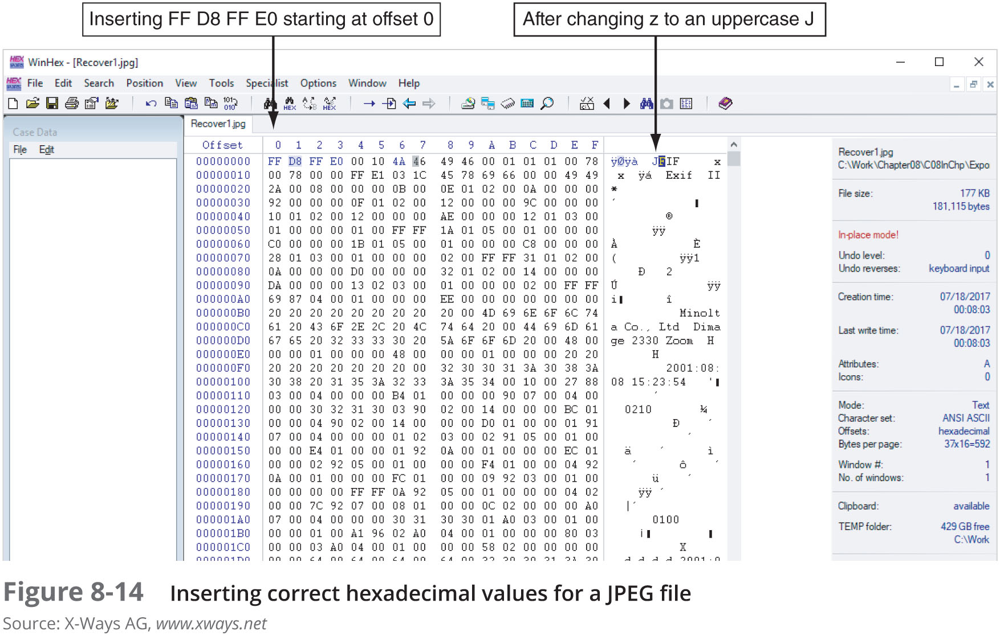 Inserting FF D8 FF E0 starting at offset 0
After changing z to an uppercase J
WinHex - [Recover1.jpg]
File Edit Search Position View Tools Specialist Options Window Help
Case Data
File Edit
Recover1.jpg
Offset 0 1 2 3 4 5 6 7 8 9 A B C D E F
00000000 FF D8 FF E0 00 10 4A 46 49 46 00 01 01 01 00 78 ÿØÿà JFIF x
00000010 00 78 00 00 FF E1 03 1C 45 78 69 66 00 00 49 49 x ÿá Exif II
00000020 2A 00 08 00 00 00 0B 00 0E 01 02 00 0A 00 00 00 *
00000030 92 00 00 00 0F 01 02 00 12 00 00 00 9C 00 00 00 ´
00000040 10 01 02 00 12 00 00 00 AE 00 00 00 12 01 03 00 ®
00000050 01 00 00 00 01 00 FF FF 1A 01 05 00 01 00 00 00 ÿÿ
00000060 C0 00 00 00 1B 01 05 00 01 00 00 00 C8 00 00 00 À È
00000070 28 01 03 00 01 00 00 00 02 00 FF FF 31 01 02 00 ( ÿÿ1
00000080 0A 00 00 00 D0 00 00 00 32 01 02 00 14 00 00 00 Ð 2
00000090 DA 00 00 00 13 02 03 00 01 00 00 00 02 00 FF FF Ú ÿÿ
000000A0 69 87 04 00 01 00 00 00 EE 00 00 00 00 00 00 00 i î
000000B0 20 20 20 20 20 20 20 20 20 00 4D 69 6E 6F 6C 74 Minolt
000000C0 61 20 43 6F 2E 2C 20 4C 74 64 20 00 44 69 6D 61 a Co., Ltd Dima
000000D0 67 65 20 32 33 33 30 20 5A 6F 6F 6D 20 00 48 00 ge 2330 Zoom H
000000E0 00 00 01 00 00 00 48 00 00 00 01 00 00 00 20 20 H
000000F0 20 20 20 20 20 20 20 00 32 30 30 31 3A 30 38 3A 2001:08:
00000100 30 38 20 31 35 3A 32 33 3A 35 34 00 10 00 27 88 08 15:23:54 '
00000110 03 00 04 00 00 00 B4 01 00 00 00 90 07 00 04 00 ´
00000120 00 00 30 32 31 30 03 90 02 00 14 00 00 00 BC 01 0210 ¼
00000130 00 00 04 90 02 00 14 00 00 00 D0 01 00 00 01 91 Ð ´
00000140 07 00 04 00 00 00 01 02 03 00 02 91 05 00 01 00 ´
00000150 00 00 E4 01 00 00 01 92 0A 00 01 00 00 00 EC 01 ä ´ ì
00000160 00 00 02 92 05 00 01 00 00 00 F4 01 00 00 04 92 ´ ô ´
00000170 0A 00 01 00 00 00 FC 01 00 00 09 92 03 00 01 00 ü ´
00000180 00 00 00 00 FF FF 0A 92 05 00 01 00 00 00 04 02 ÿÿ ´
00000190 00 00 7C 92 07 00 08 01 00 00 0C 02 00 00 00 A0 |´
000001A0 07 00 04 00 00 00 30 31 30 30 01 A0 03 00 01 00 0100
000001B0 00 00 01 00 A1 96 02 A0 04 00 01 00 00 00 80 03 ¡
000001C0 00 00 03 A0 04 00 01 00 00 00 58 02 00 00 00 00 X
000001D0 00 00 64 00 64 00 64 00 64 00 32 30 30 31 3A 30 d d d d 2001:0
Recover1.jpg
C:\Work\Chapter08\C08InChp\Expo
File size: 177 KB
181,115 bytes
In-place mode!
Undo level: 0
Undo reverses: keyboard input
Creation time: 07/18/2017
00:08:03
Last write time: 07/18/2017
00:08:03
Attributes: A
Icons: 0
Mode: Text
Character set: ANSI ASCII
Offsets: hexadecimal
Bytes per page: 37x16=592
Window #: 1
No. of windows: 1
Clipboard: available
TEMP folder: 429 GB free
C:\Work
Figure 8-14 Inserting correct hexadecimal values for a JPEG file
Source: X-Ways AG, www.xways.net